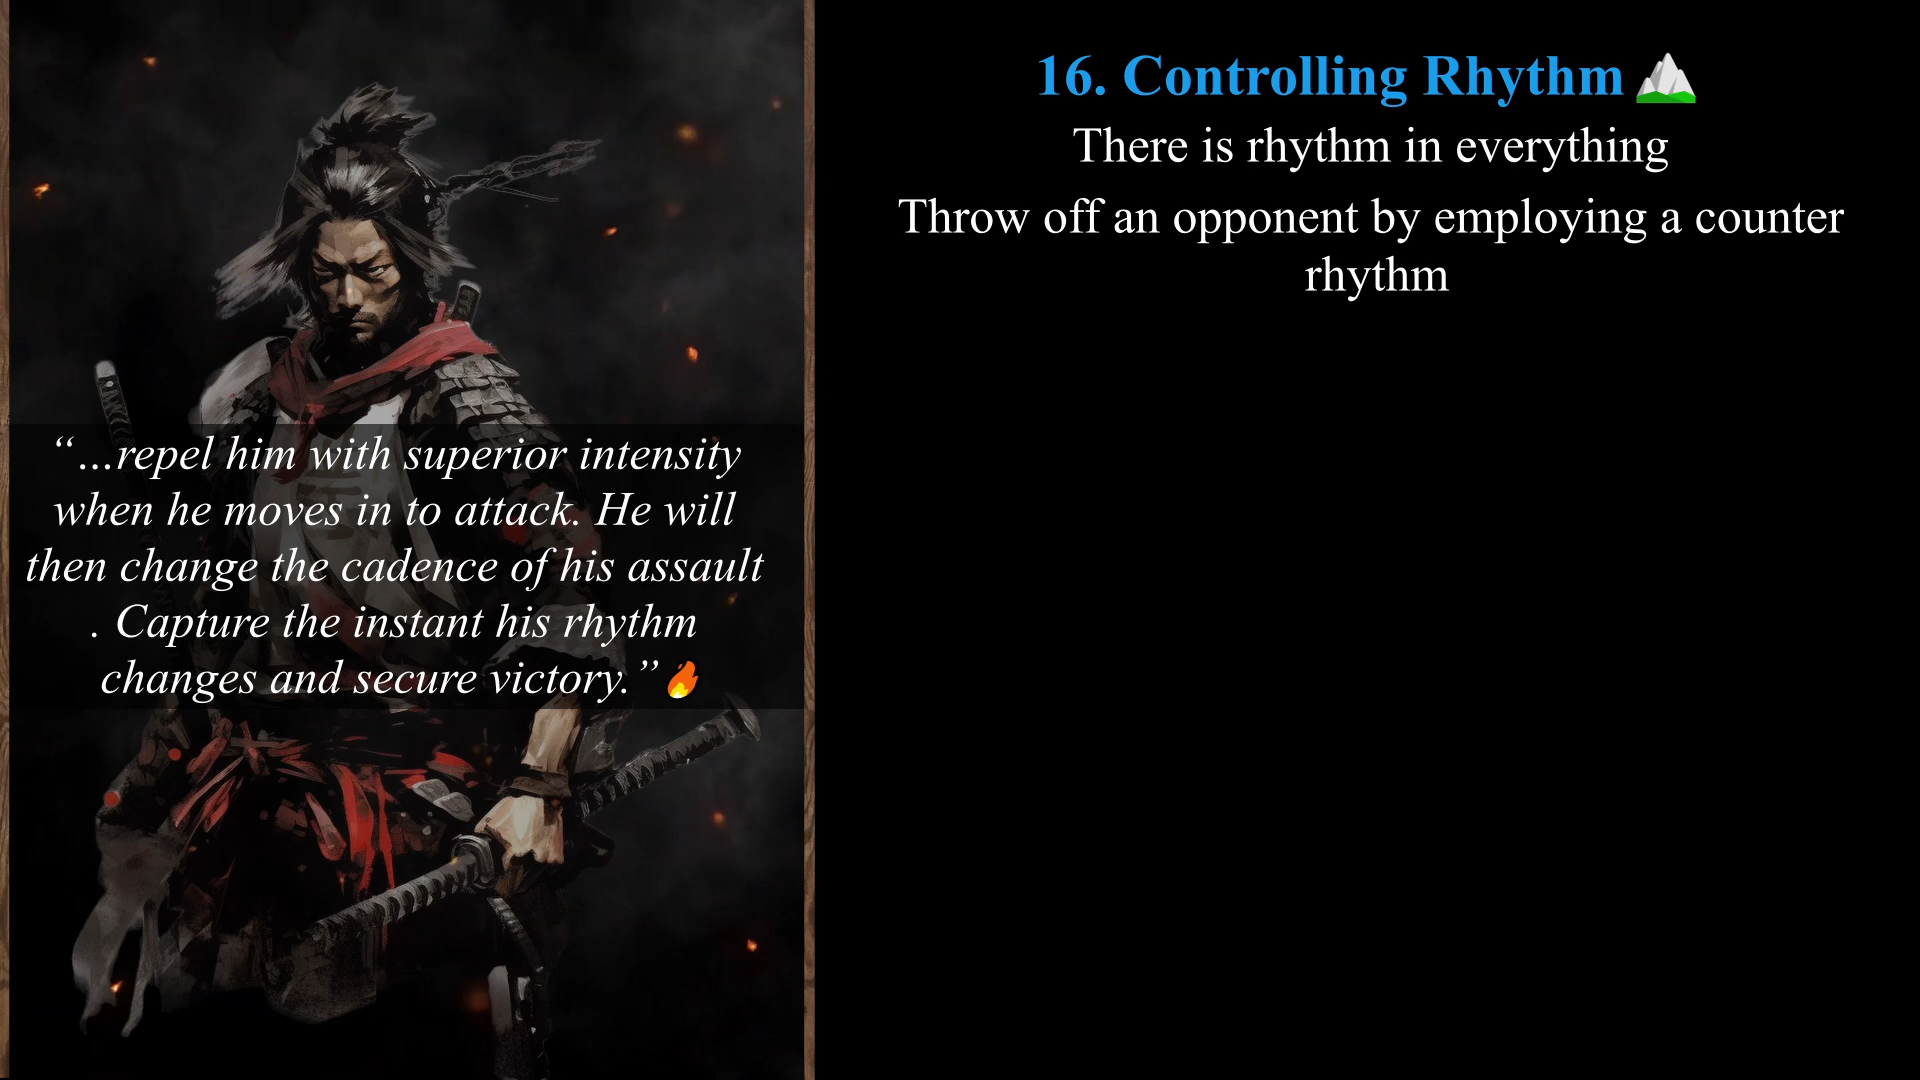 “…repel him with superior intensity
when he moves in to attack. He will
then change the cadence of his assault
. Capture the instant his rhythm
changes and secure victory.”🔥
16. Controlling Rhythm🏔️
There is rhythm in everything
Throw off an opponent by employing a counter
rhythm